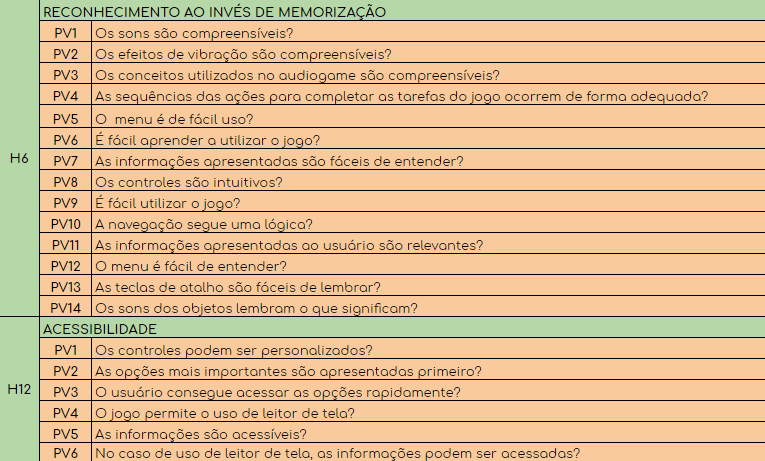 RECONHECIMENTO AO INVÉS DE MEMORIZAÇÃO
PV1 Os sons são compreensíveis?
PV2 Os efeitos de vibração são compreensíveis?
PV3 Os conceitos utilizados no audiogame são compreensíveis?
PV4 As sequências das ações para completar as tarefas do jogo ocorrem de forma adequada?
PV5 O menu é de fácil uso?
PV6 É fácil aprender a utilizar o jogo?
H6 PV7 As informações apresentadas são fáceis de entender?
PV8 Os controles são intuitivos?
PV9 É fácil utilizar o jogo?
PV10 A navegação segue uma lógica?
PV11 As informações apresentadas ao usuário são relevantes?
PV12 O menu é fácil de entender?
PV13 As teclas de atalho são fáceis de lembrar?
PV14 Os sons dos objetos lembram o que significam?
ACESSIBILIDADE
PV1 Os controles podem ser personalizados?
PV2 As opções mais importantes são apresentadas primeiro?
H12 PV3 O usuário consegue acessar as opções rapidamente?
PV4 O jogo permite o uso de leitor de tela?
PV5 As informações são acessíveis?
PV6 No caso de uso de leitor de tela, as informações podem ser acessadas?